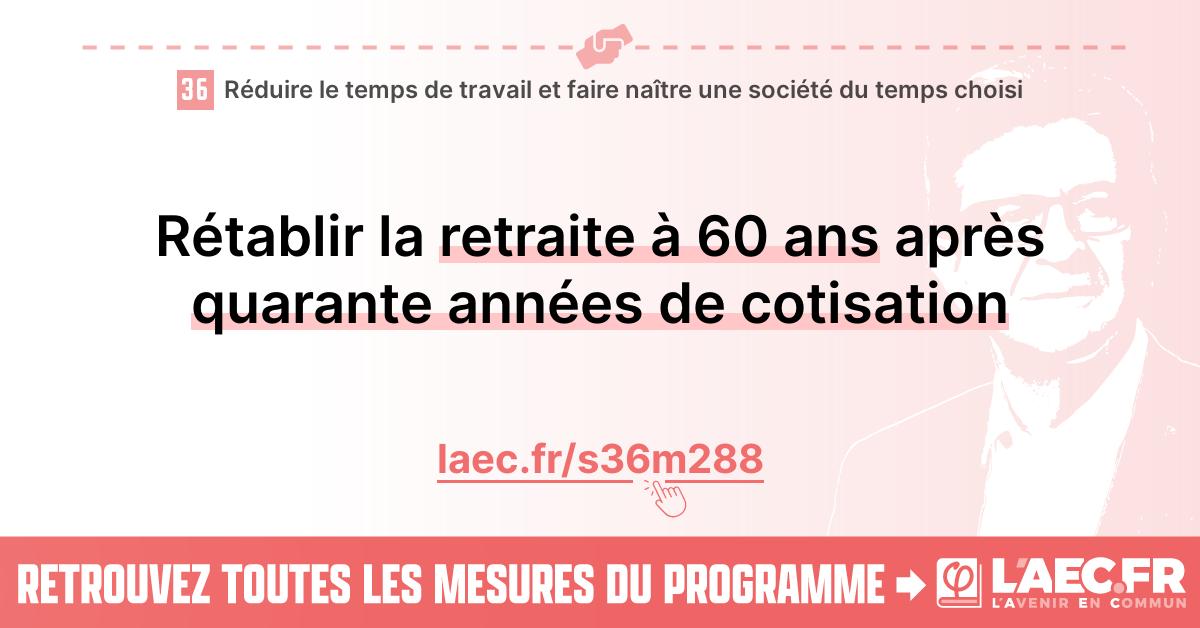 36 Réduire le temps de travail et faire naître une société du temps choisi
Rétablir la retraite à 60 ans après
quarante années de cotisation
laec.fr/s36m288
RETROUVEZ TOUTES LES MESURES DU PROGRAMME
φ L'AEC.FR
L'AVENIR EN COMMUN